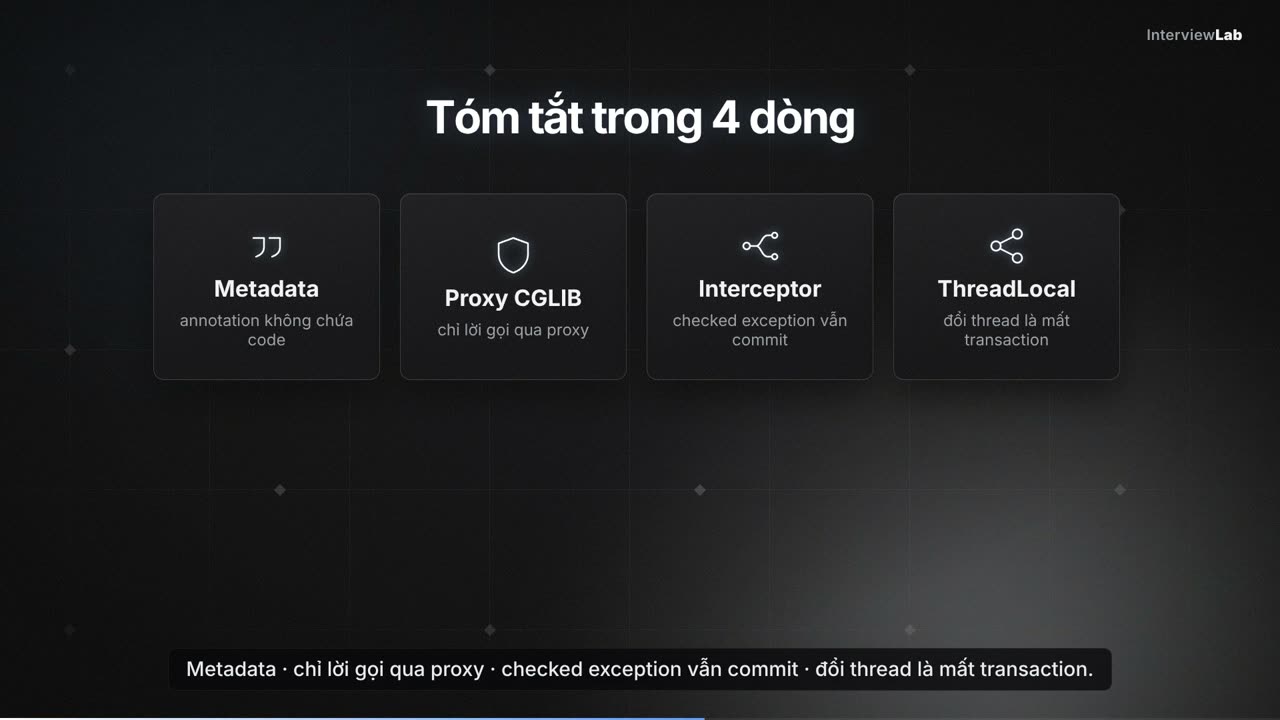 InterviewLab
Tóm tắt trong 4 dòng
Metadata
annotation không chứa
code
Proxy CGLIB
chỉ lời gọi qua proxy
Interceptor
checked exception vẫn
commit
ThreadLocal
đổi thread là mất
transaction
Metadata · chỉ lời gọi qua proxy · checked exception vẫn commit · đổi thread là mất transaction.